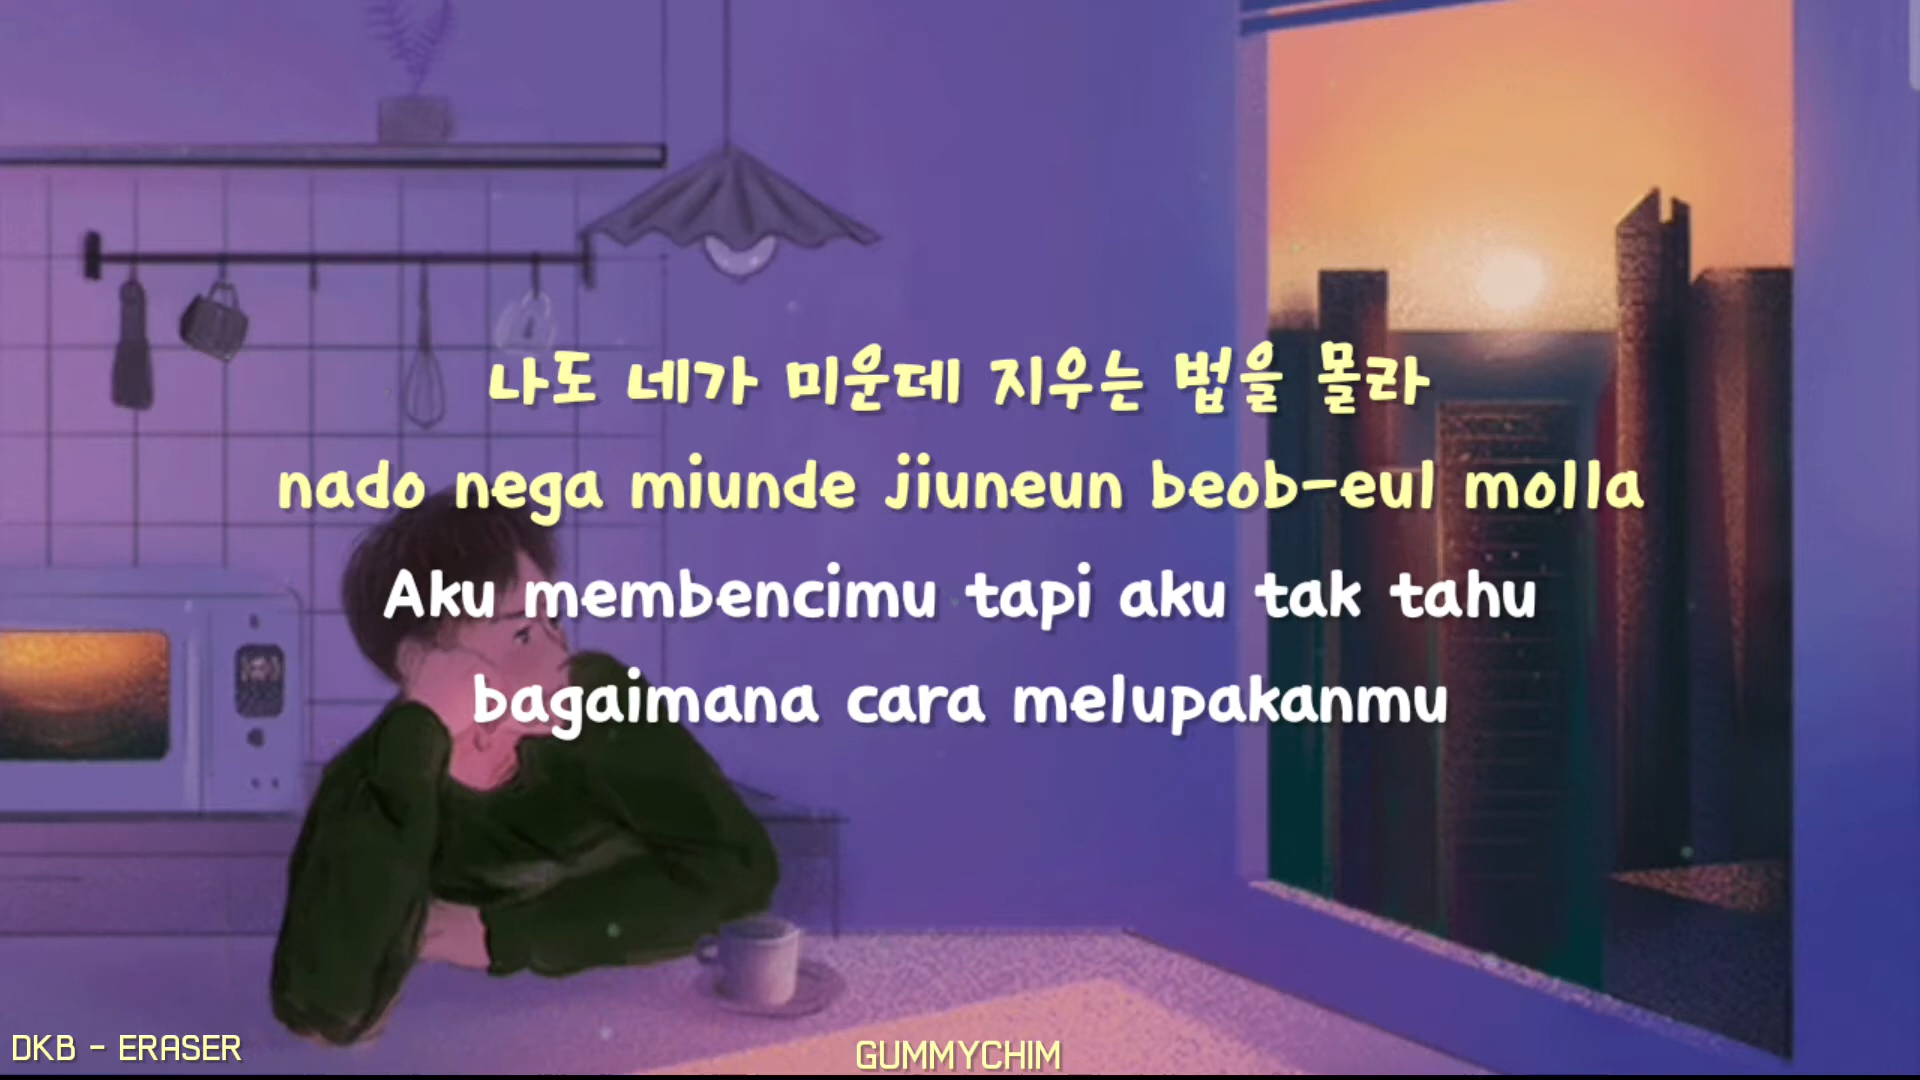 나도 네가 미운데 지우는 법을 몰라
nado nega miunde jiuneun beob-eul molla
Aku membencimu tapi aku tak tahu
bagaimana cara melupakanmu
DKB - ERASER
GUMMYCHIM